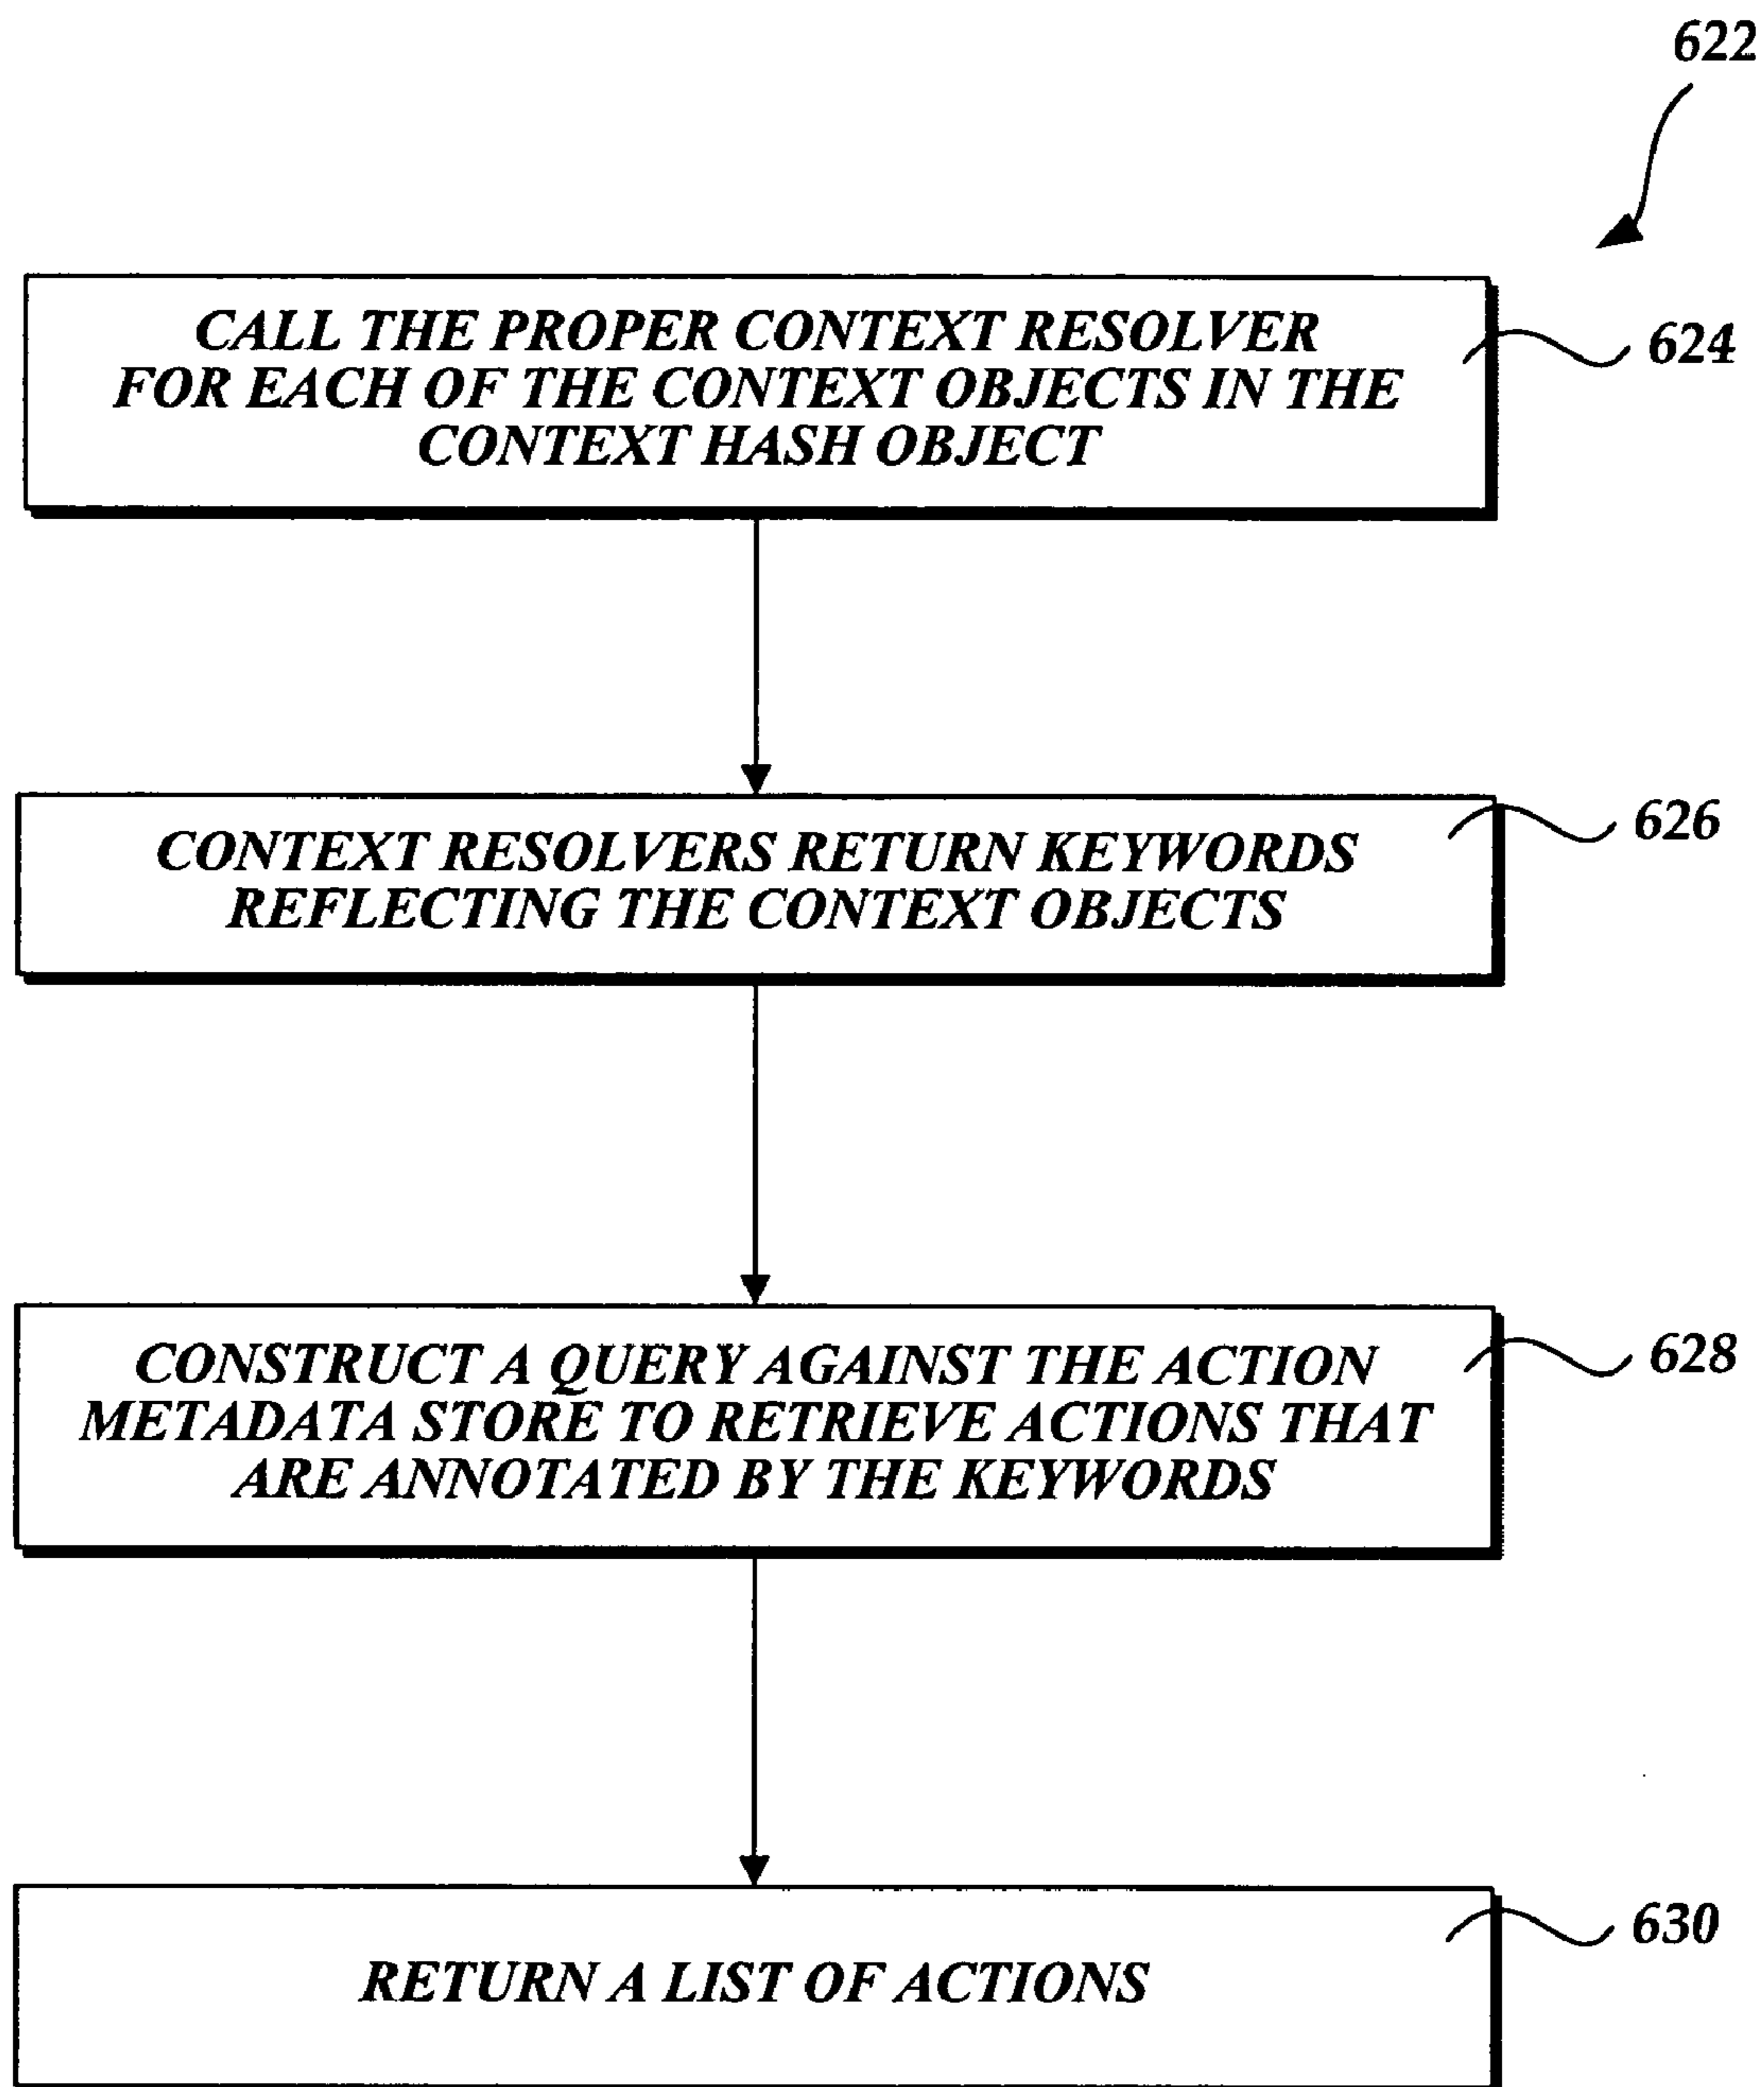 622
CALL THE PROPER CONTEXT RESOLVER
FOR EACH OF THE CONTEXT OBJECTS IN THE
CONTEXT HASH OBJECT
624
CONTEXT RESOLVERS RETURN KEYWORDS
REFLECTING THE CONTEXT OBJECTS
626
CONSTRUCT A QUERY AGAINST THE ACTION
METADATA STORE TO RETRIEVE ACTIONS THAT
ARE ANNOTATED BY THE KEYWORDS
628
RETURN A LIST OF ACTIONS
630